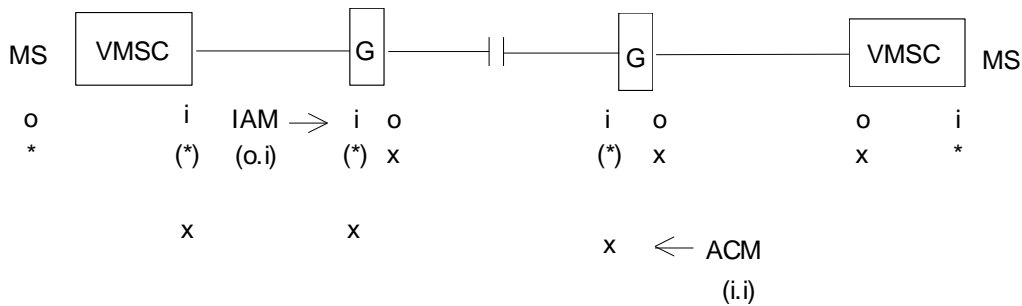 MS VMSC G G VMSC MS
o i IAM → i o i o o i
* (*) (o.i) (*) x (*) x x *
x x x ← ACM
(i.i)